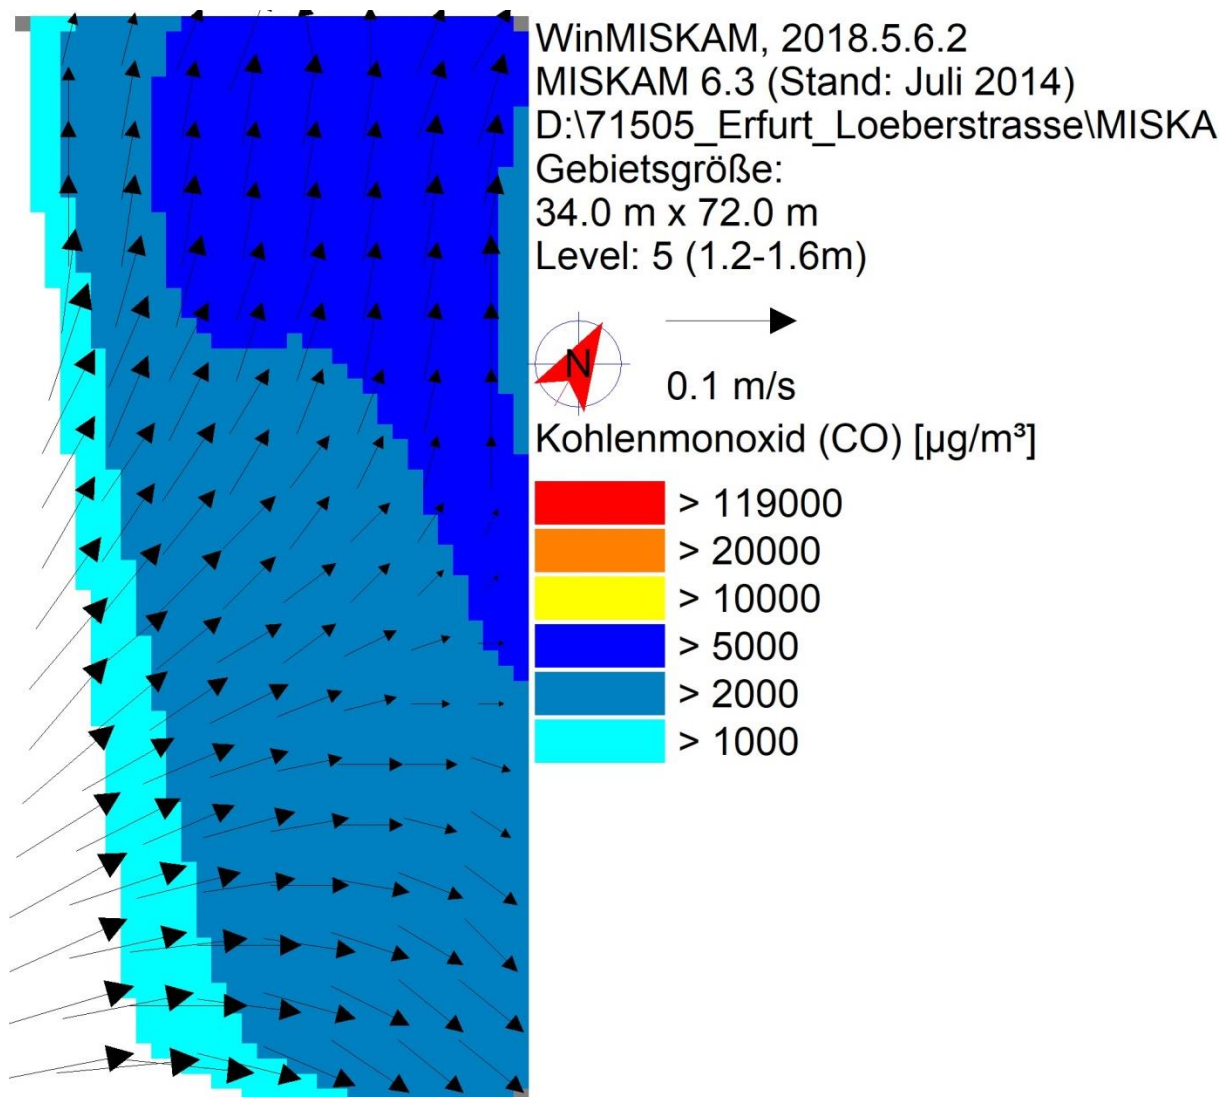 WinMISKAM, 2018.5.6.2
MISKAM 6.3 (Stand: Juli 2014)
D:\71505_Erfurt_Loeberstrasse\MISKA
Gebietsgröße:
34.0 m x 72.0 m
Level: 5 (1.2-1.6m)
N
0.1 m/s
Kohlenmonoxid (CO) [µg/m³]
> 119000
> 20000
> 10000
> 5000
> 2000
> 1000